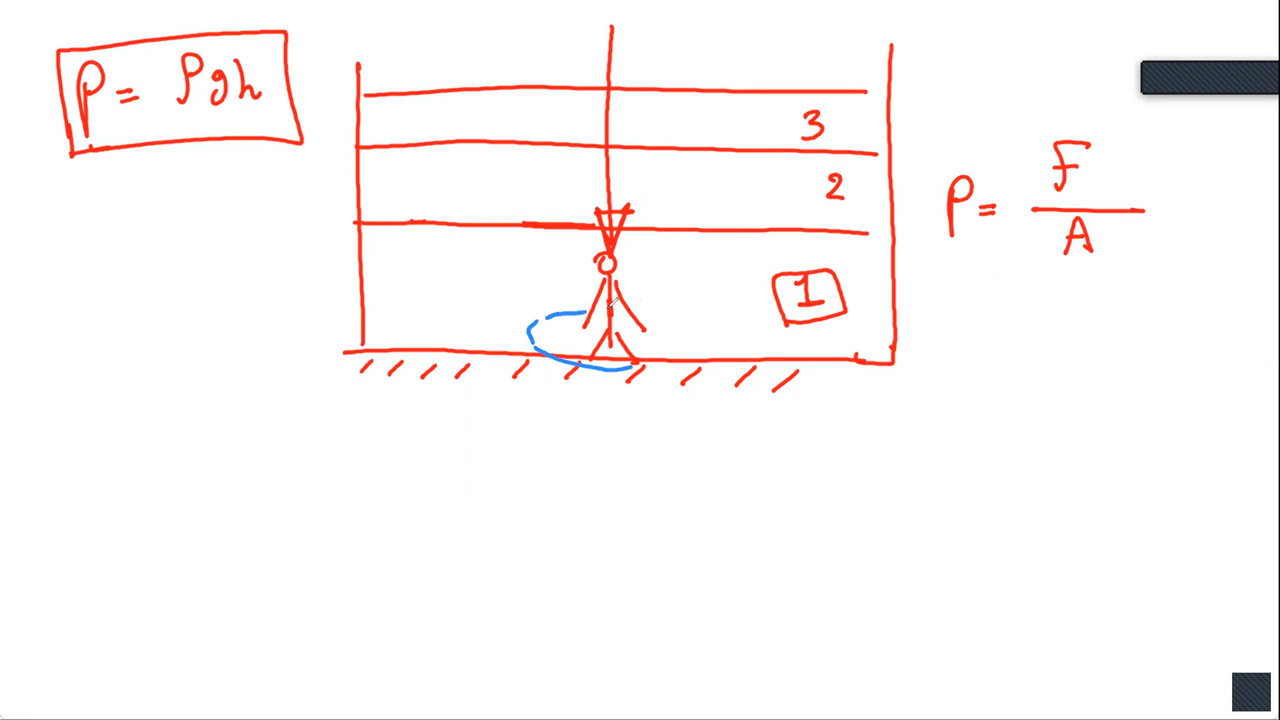 P = ρgh
3
2
P = F / A
1